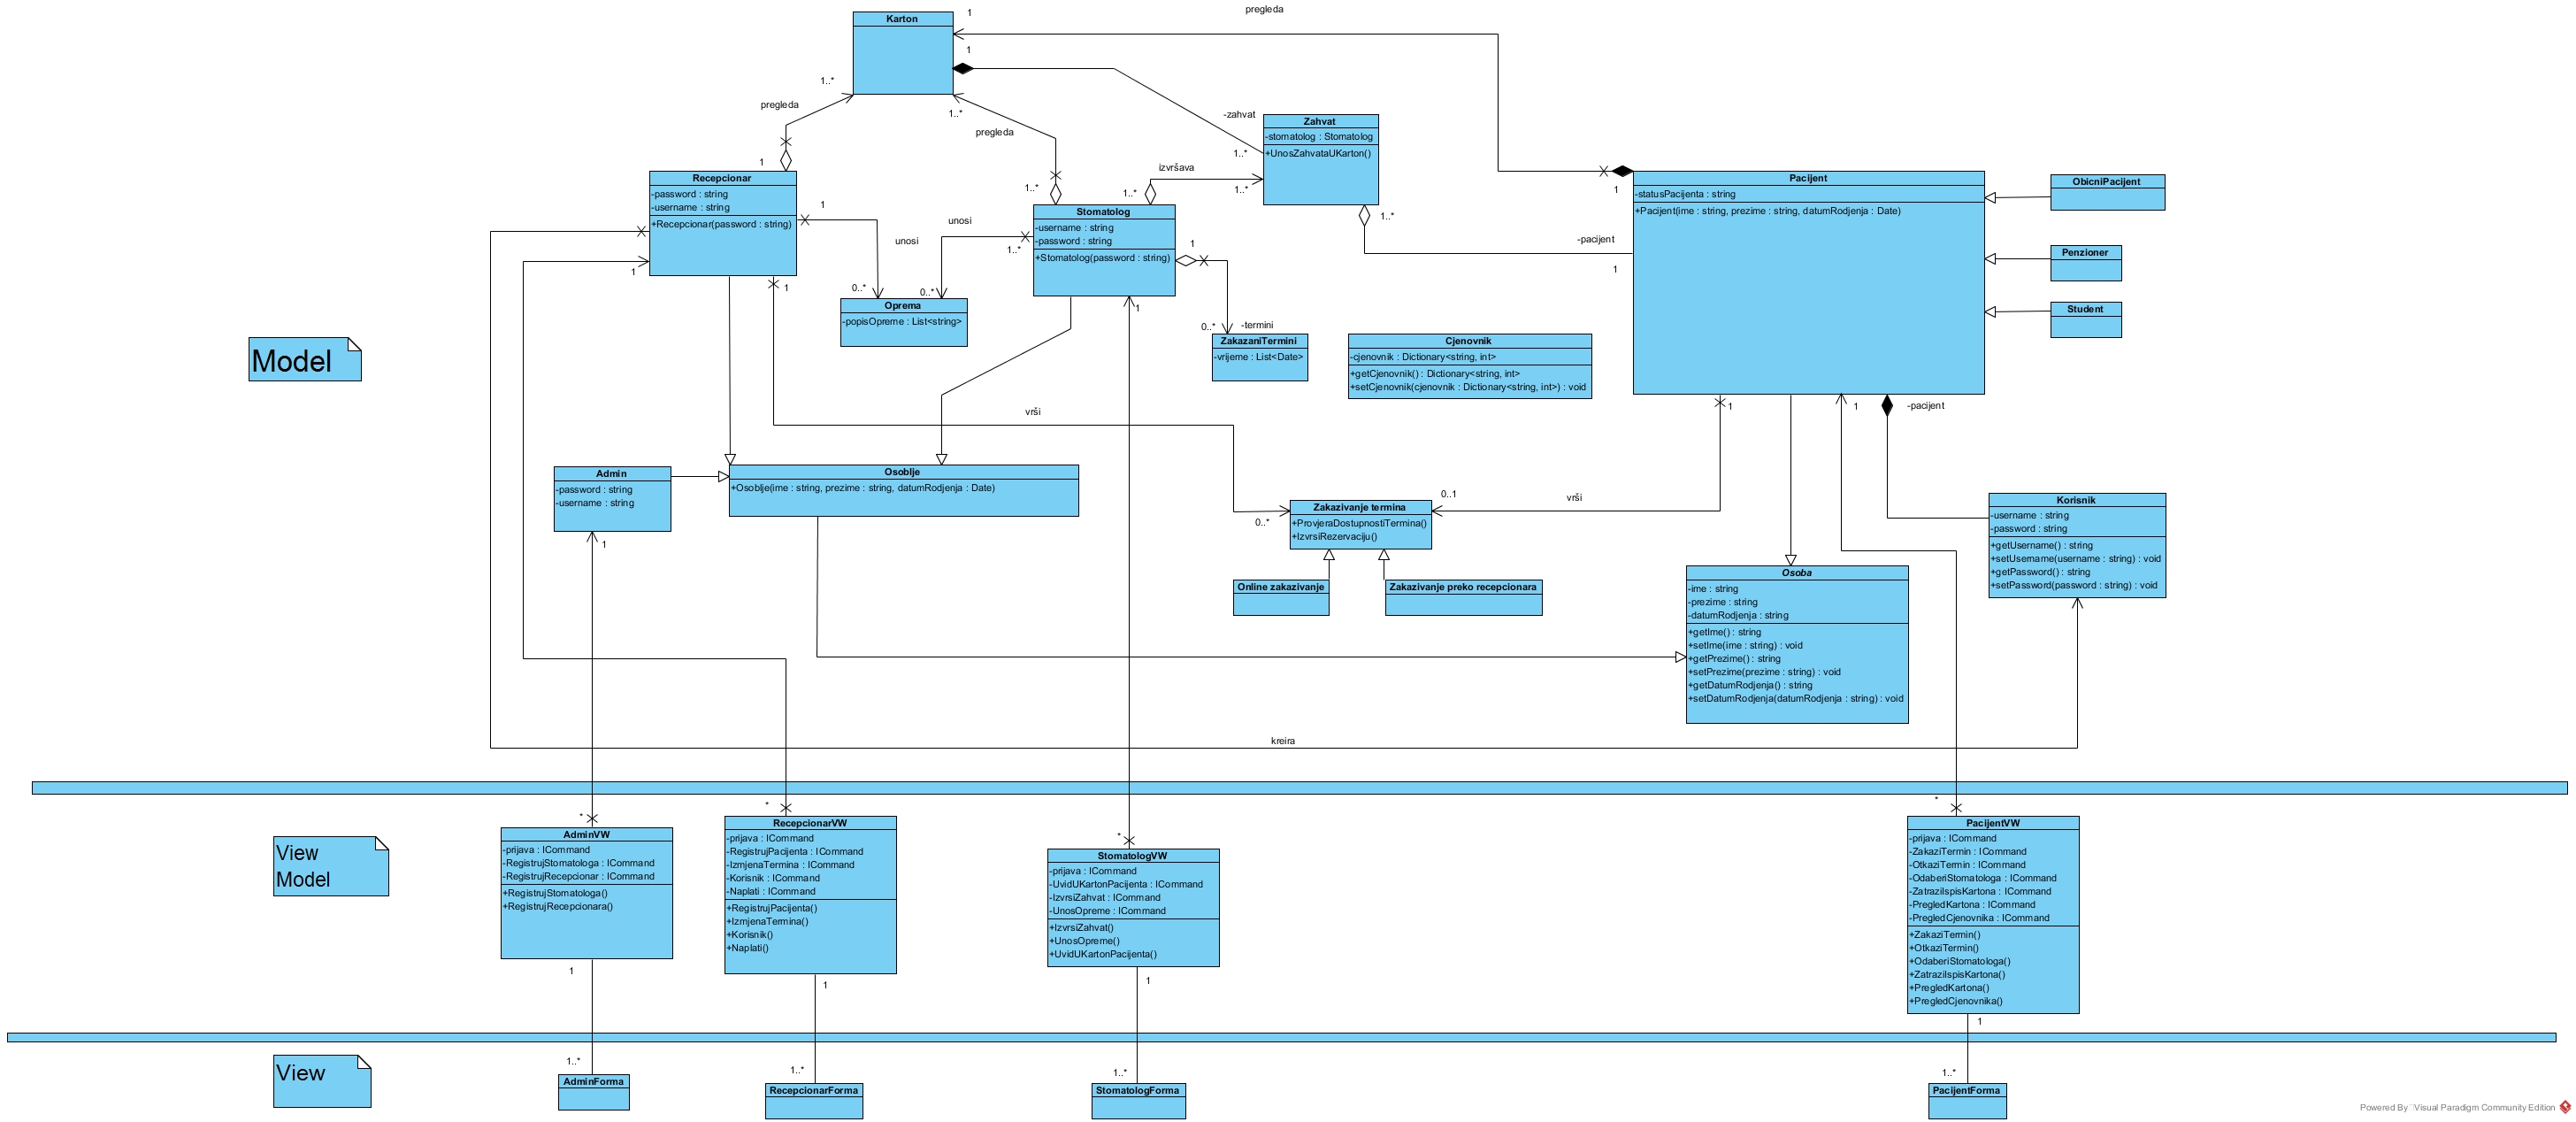 Karton
1
pregleda
1
1..*
pregleda
1..*
pregleda
-zahvat
1..*
Zahvat
-stomatolog : Stomatolog
+UnosZahvataUKarton()
izvršava
1..*
1..*
1..*
1
Recepcionar
-password : string
-username : string
+Recepcionar(password : string)
1
unosi
0..*
1
1
Stomatolog
-username : string
-password : string
+Stomatolog(password : string)
1..*
unosi
1..*
0..*
1
1
0..*
-termini
Oprema
-popisOpreme : List<string>
ZakazaniTermini
-vrijeme : List<Date>
Cjenovnik
-cjenovnik : Dictionary<string, int>
+getCjenovnik() : Dictionary<string, int>
+setCjenovnik(cjenovnik : Dictionary<string, int>) : void
1..*
-pacijent
1
1
Pacijent
-statusPacijenta : string
+Pacijent(ime : string, prezime : string, datumRodjenja : Date)
ObicniPacijent
Penzioner
Student
Model
vrši
1
1
-pacijent
Admin
-password : string
-username : string
1
Osoblje
+Osoblje(ime : string, prezime : string, datumRodjenja : Date)
0..*
0..1
vrši
Zakazivanje termina
+ProvjeraDostupnostiTermina()
+IzvrsiRezervaciju()
Online zakazivanje
Zakazivanje preko recepcionara
Korisnik
-username : string
-password : string
+getUsername() : string
+setUsername(username : string) : void
+getPassword() : string
+setPassword(password : string) : void
Osoba
-ime : string
-prezime : string
-datumRodjenja : string
+getIme() : string
+setIme(ime : string) : void
+getPrezime() : string
+setPrezime(prezime : string) : void
+getDatumRodjenja() : string
+setDatumRodjenja(datumRodjenja : string) : void
kreira
View
Model
*
AdminVW
-prijava : ICommand
-RegistrujStomatologa : ICommand
-RegistrujRecepcionar : ICommand
+RegistrujStomatologa()
+RegistrujRecepcionara()
1
*
RecepcionarVW
-prijava : ICommand
-RegistrujPacijenta : ICommand
-IzmjenaTermina : ICommand
-Korisnik : ICommand
-Naplati : ICommand
+RegistrujPacijenta()
+IzmjenaTermina()
+Korisnik()
+Naplati()
1
*
StomatologVW
-prijava : ICommand
-UvidUKartonPacijenta : ICommand
-IzvrsiZahvat : ICommand
-UnosOpreme : ICommand
+IzvrsiZahvat()
+UnosOpreme()
+UvidUKartonPacijenta()
1
*
PacijentVW
-prijava : ICommand
-ZakaziTermin : ICommand
-OtkaziTermin : ICommand
-OdaberiStomatologa : ICommand
-ZatraziIspisKartona : ICommand
-PregledKartona : ICommand
-PregledCjenovnika : ICommand
+ZakaziTermin()
+OtkaziTermin()
+OdaberiStomatologa()
+ZatraziIspisKartona()
+PregledKartona()
+PregledCjenovnika()
1
View
1..*
AdminForma
1..*
RecepcionarForma
1..*
StomatologForma
1..*
PacijentForma
Powered By Visual Paradigm Community Edition